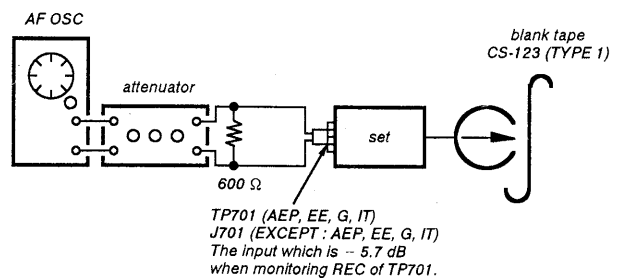 AF OSC
attenuator
600 Ω
set
blank tape
CS-123 (TYPE 1)
TP701 (AEP, EE, G, IT)
J701 (EXCEPT : AEP, EE, G, IT)
The input which is -- 5.7 dB
when monitoring REC of TP701.